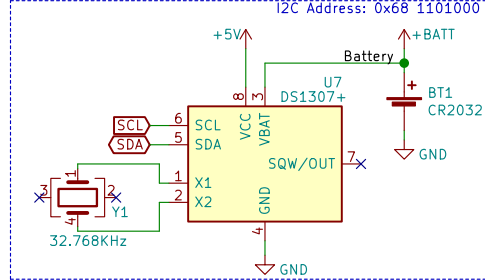 I2C Address: 0x68 1101000
+5V
+BATT
Battery
U7
DS1307+
8
3
VCC
VBAT
BT1
CR2032
+
GND
SCL
6
SCL
SDA
5
SDA
SQW/OUT
7
1
X1
2
X2
GND
4
GND
1
3
2
4
Y1
32.768KHz